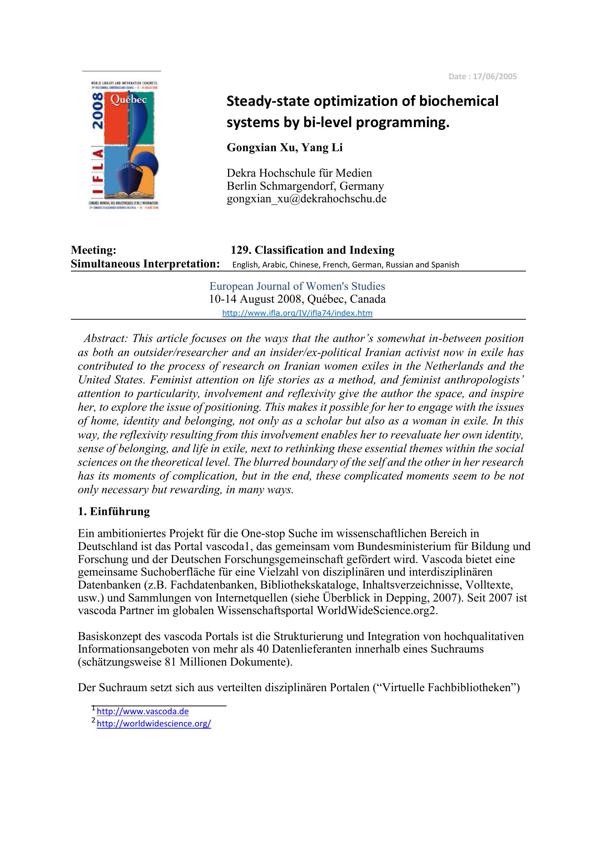 Date : 17/06/2005
2008
Québec
IFLA
Steady-state optimization of biochemical
systems by bi-level programming.
Gongxian Xu, Yang Li
Dekra Hochschule für Medien
Berlin Schmargendorf, Germany
gongxian_xu@dekrahochschu.de
Meeting: 129. Classification and Indexing
Simultaneous Interpretation: English, Arabic, Chinese, French, German, Russian and Spanish
European Journal of Women's Studies
10-14 August 2008, Québec, Canada
http://www.ifla.org/IV/ifla74/index.htm
Abstract: This article focuses on the ways that the author's somewhat in-between position
as both an outsider/researcher and an insider/ex-political Iranian activist now in exile has
contributed to the process of research on Iranian women exiles in the Netherlands and the
United States. Feminist attention on life stories as a method, and feminist anthropologists'
attention to particularity, involvement and reflexivity give the author the space, and inspire
her, to explore the issue of positioning. This makes it possible for her to engage with the issues
of home, identity and belonging, not only as a scholar but also as a woman in exile. In this
way, the reflexivity resulting from this involvement enables her to reevaluate her own identity,
sense of belonging, and life in exile, next to rethinking these essential themes within the social
sciences on the theoretical level. The blurred boundary of the self and the other in her research
has its moments of complication, but in the end, these complicated moments seem to be not
only necessary but rewarding, in many ways.
1. Einführung
Ein ambitioniertes Projekt für die One-stop Suche im wissenschaftlichen Bereich in
Deutschland ist das Portal vascoda1, das gemeinsam vom Bundesministerium für Bildung und
Forschung und der Deutschen Forschungsgemeinschaft gefördert wird. Vascoda bietet eine
gemeinsame Suchoberfläche für eine Vielzahl von disziplinären und interdisziplinären
Datenbanken (z.B. Fachdatenbanken, Bibliothekskataloge, Inhaltsverzeichnisse, Volltexte,
usw.) und Sammlungen von Internetquellen (siehe Überblick in Depping, 2007). Seit 2007 ist
vascoda Partner im globalen Wissenschaftsportal WorldWideScience.org2.
Basiskonzept des vascoda Portals ist die Strukturierung und Integration von hochqualitativen
Informationsangeboten von mehr als 40 Datenlieferanten innerhalb eines Suchraums
(schätzungsweise 81 Millionen Dokumente).
Der Suchraum setzt sich aus verteilten disziplinären Portalen (“Virtuelle Fachbibliotheken”)
1 http://www.vascoda.de
2 http://worldwidescience.org/